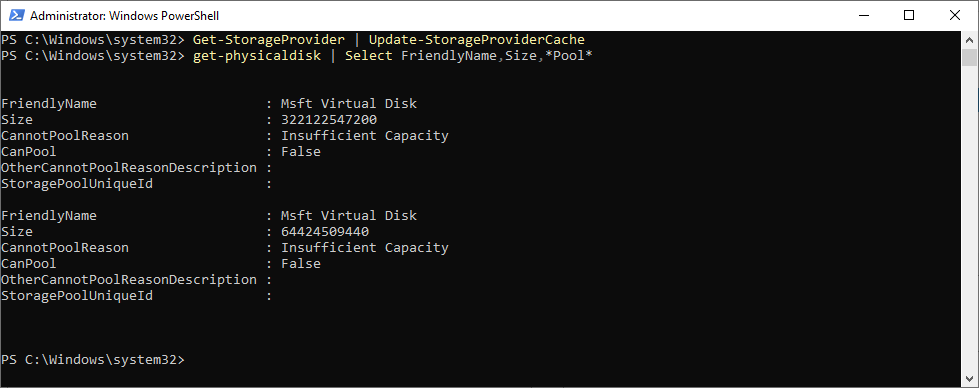 Administrator: Windows PowerShell
PS C:\Windows\system32> Get-StorageProvider | Update-StorageProviderCache
PS C:\Windows\system32> get-physicaldisk | Select FriendlyName,Size,*Pool*
FriendlyName                     : Msft Virtual Disk
Size                             : 322122547200
CannotPoolReason                 : Insufficient Capacity
CanPool                          : False
OtherCannotPoolReasonDescription :
StoragePoolUniqueId              :
FriendlyName                     : Msft Virtual Disk
Size                             : 64424509440
CannotPoolReason                 : Insufficient Capacity
CanPool                          : False
OtherCannotPoolReasonDescription :
StoragePoolUniqueId              :
PS C:\Windows\system32>